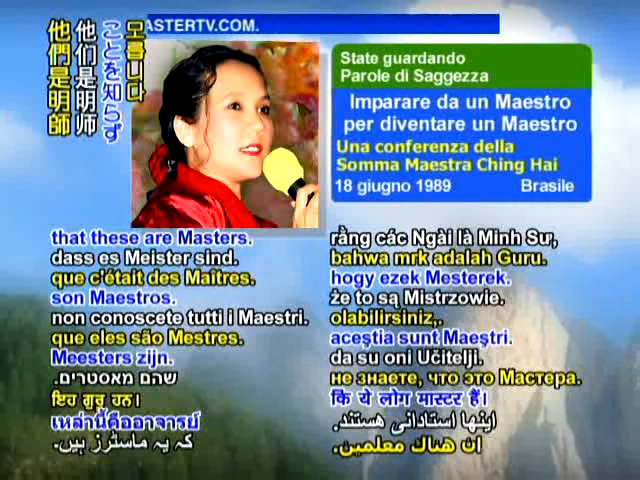 ASTERTV.COM.
모릅니다
ことを知らず
他们是明师
他們是明師
State guardando
Parole di Saggezza
Imparare da un Maestro
per diventare un Maestro
Una conferenza della
Somma Maestra Ching Hai
18 giugno 1989 Brasile
that these are Masters.
dass es Meister sind.
que c'était des Maîtres.
son Maestros.
non conoscete tutti i Maestri.
que eles são Mestres.
Meesters zijn.
שהם מאסטרים.
ਇਹ ਗੁਰੂ ਹਨ।
เหล่านี้คืออาจารย์
کہ یہ ماسٹرز ہیں.
rằng các Ngài là Minh Sư,
bahwa mrk adalah Guru.
hogy ezek Mesterek.
że to są Mistrzowie.
olabilirsiniz,.
aceştia sunt Maeştri.
da su oni Učitelji.
не знаете, что это Мастера.
कि ये लोग मास्टर हैं।
اینها استادانی هستند.
ان هناك معلمين.